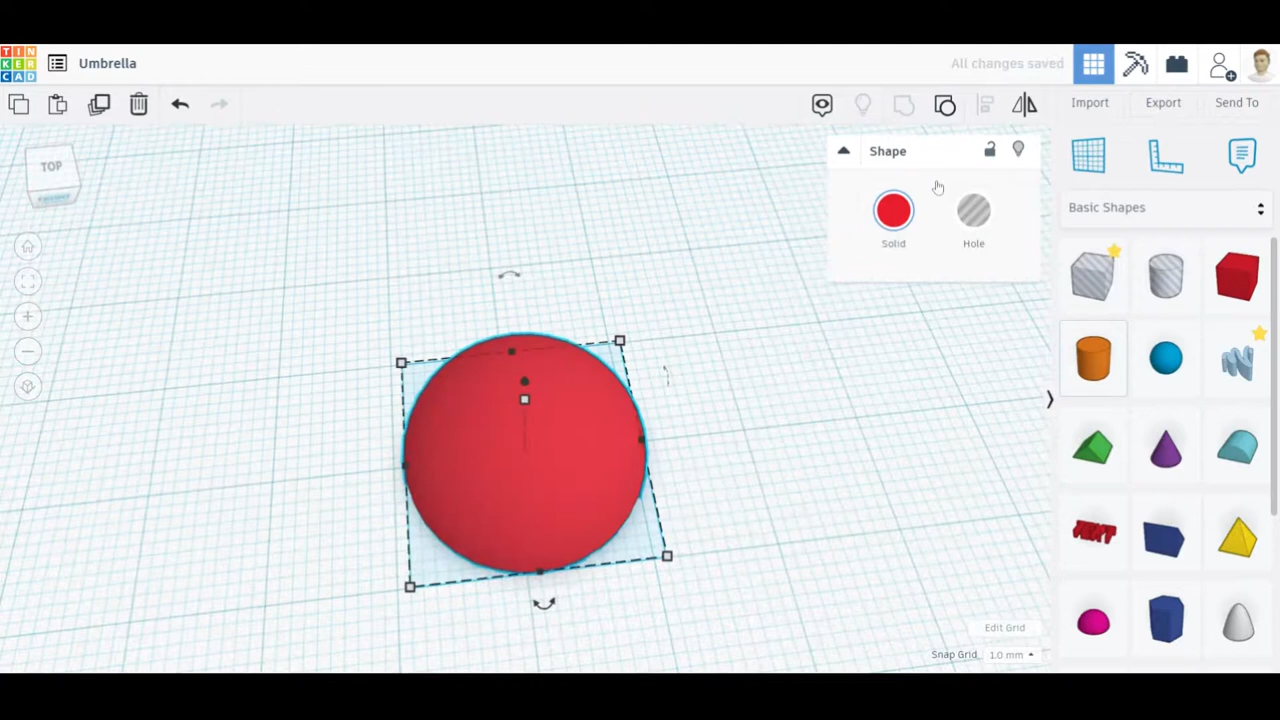 TIN
KER
CAD
Umbrella
All changes saved
Import
Export
Send To
TOP
Shape
Solid
Hole
Basic Shapes
TEXT
Edit Grid
Snap Grid 1.0 mm